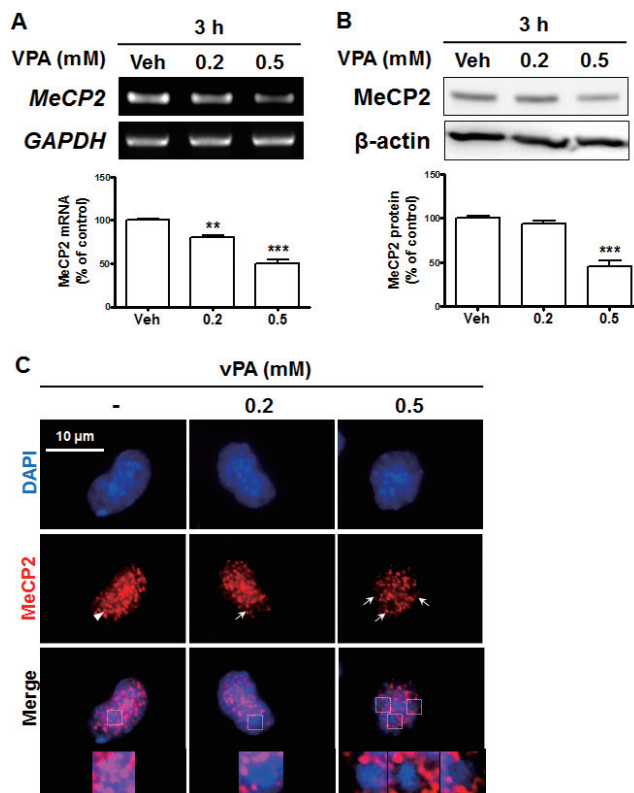 A
3 h
VPA (mM) Veh 0.2 0.5
MeCP2
GAPDH
MeCP2 mRNA
(% of control)
150
100
50
0
** ***
Veh 0.2 0.5
B
3 h
VPA (mM) Veh 0.2 0.5
MeCP2
β-actin
MeCP2 protein
(% of control)
150
100
50
0
***
Veh 0.2 0.5
C
vPA (mM)
- 0.2 0.5
10 µm
DAPI
MeCP2
Merge